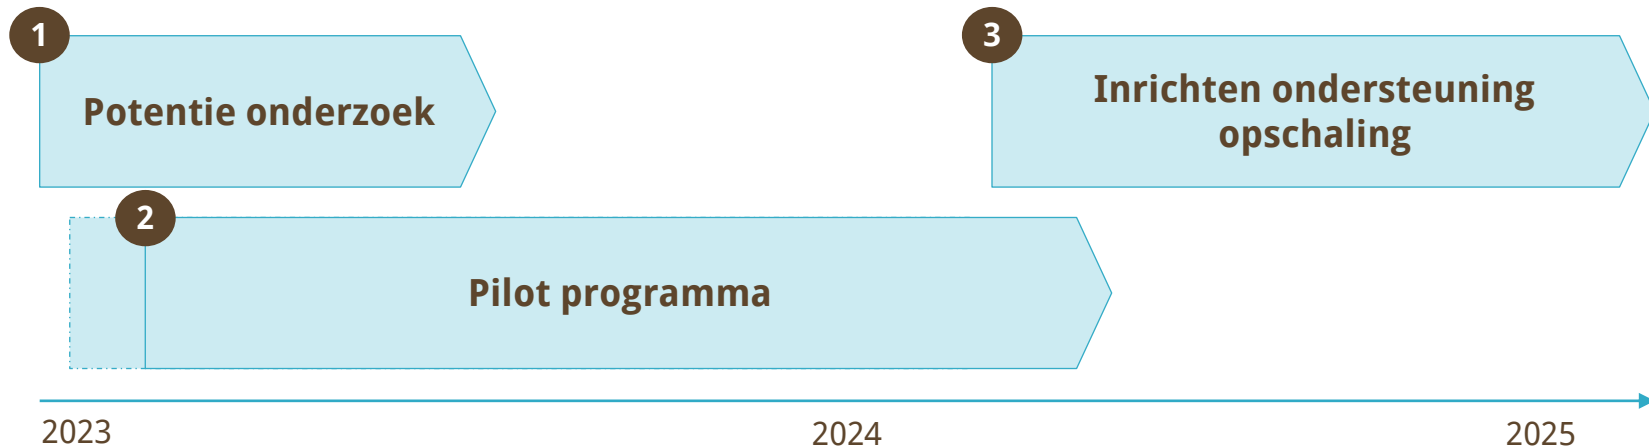 1
Potentie onderzoek
2
Pilot programma
3
Inrichten ondersteuning
opschaling
2023
2024
2025